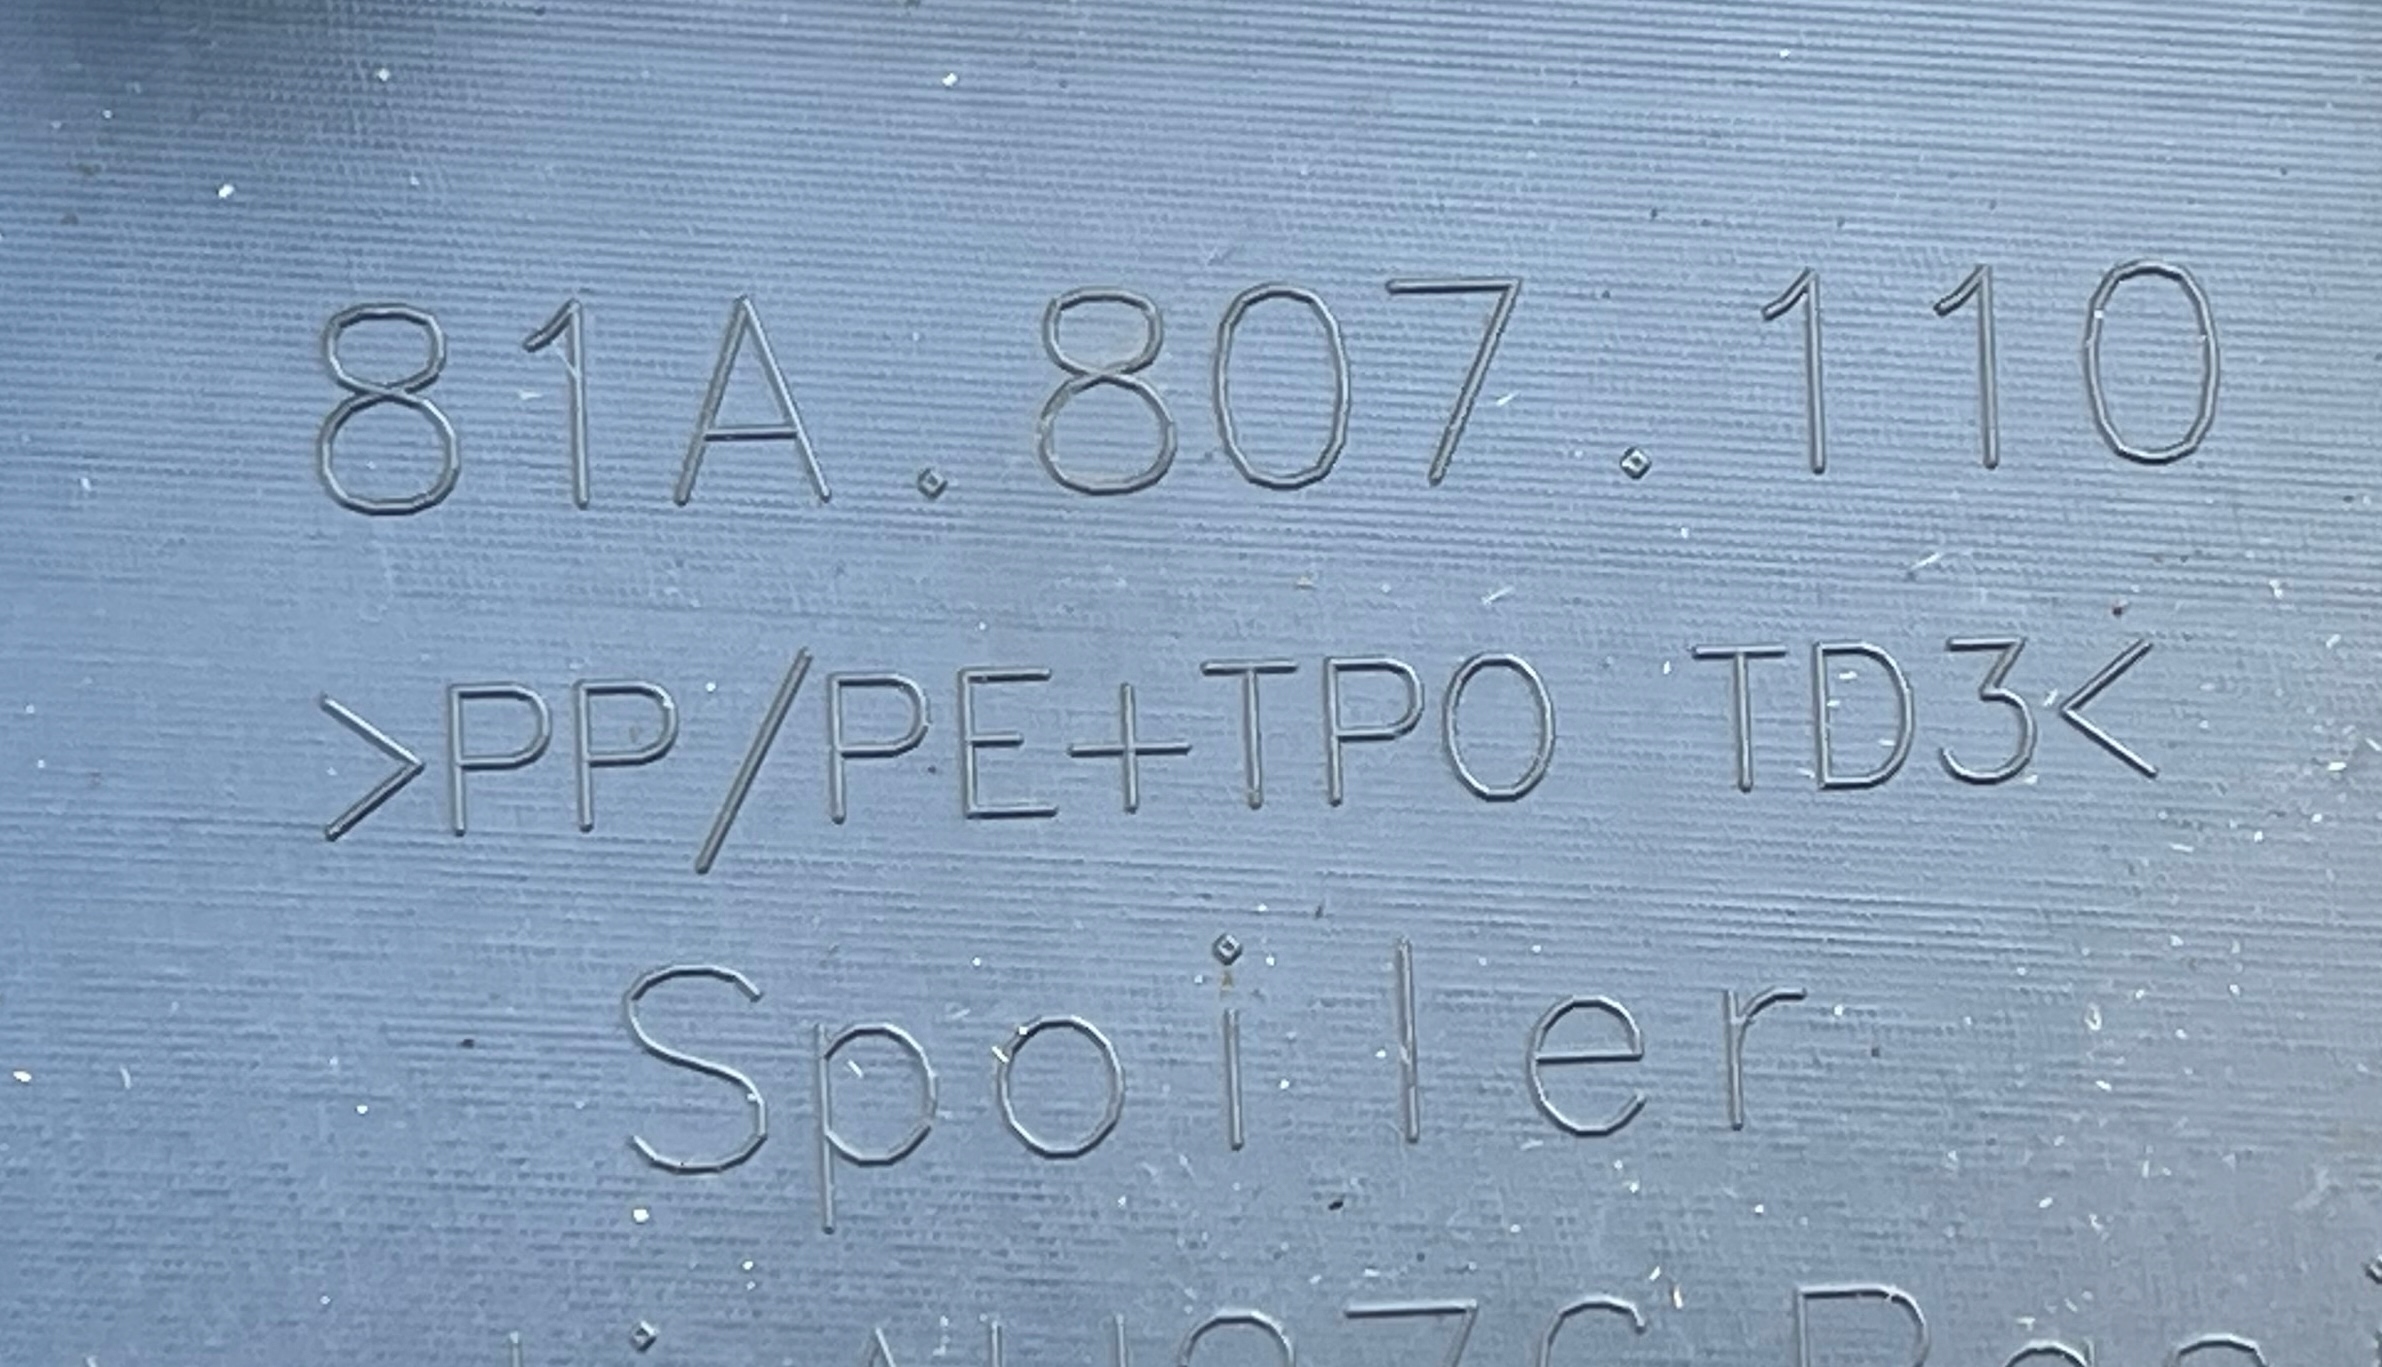 81A.807.110
>PP/PE+TPO TD3<
Spoiler